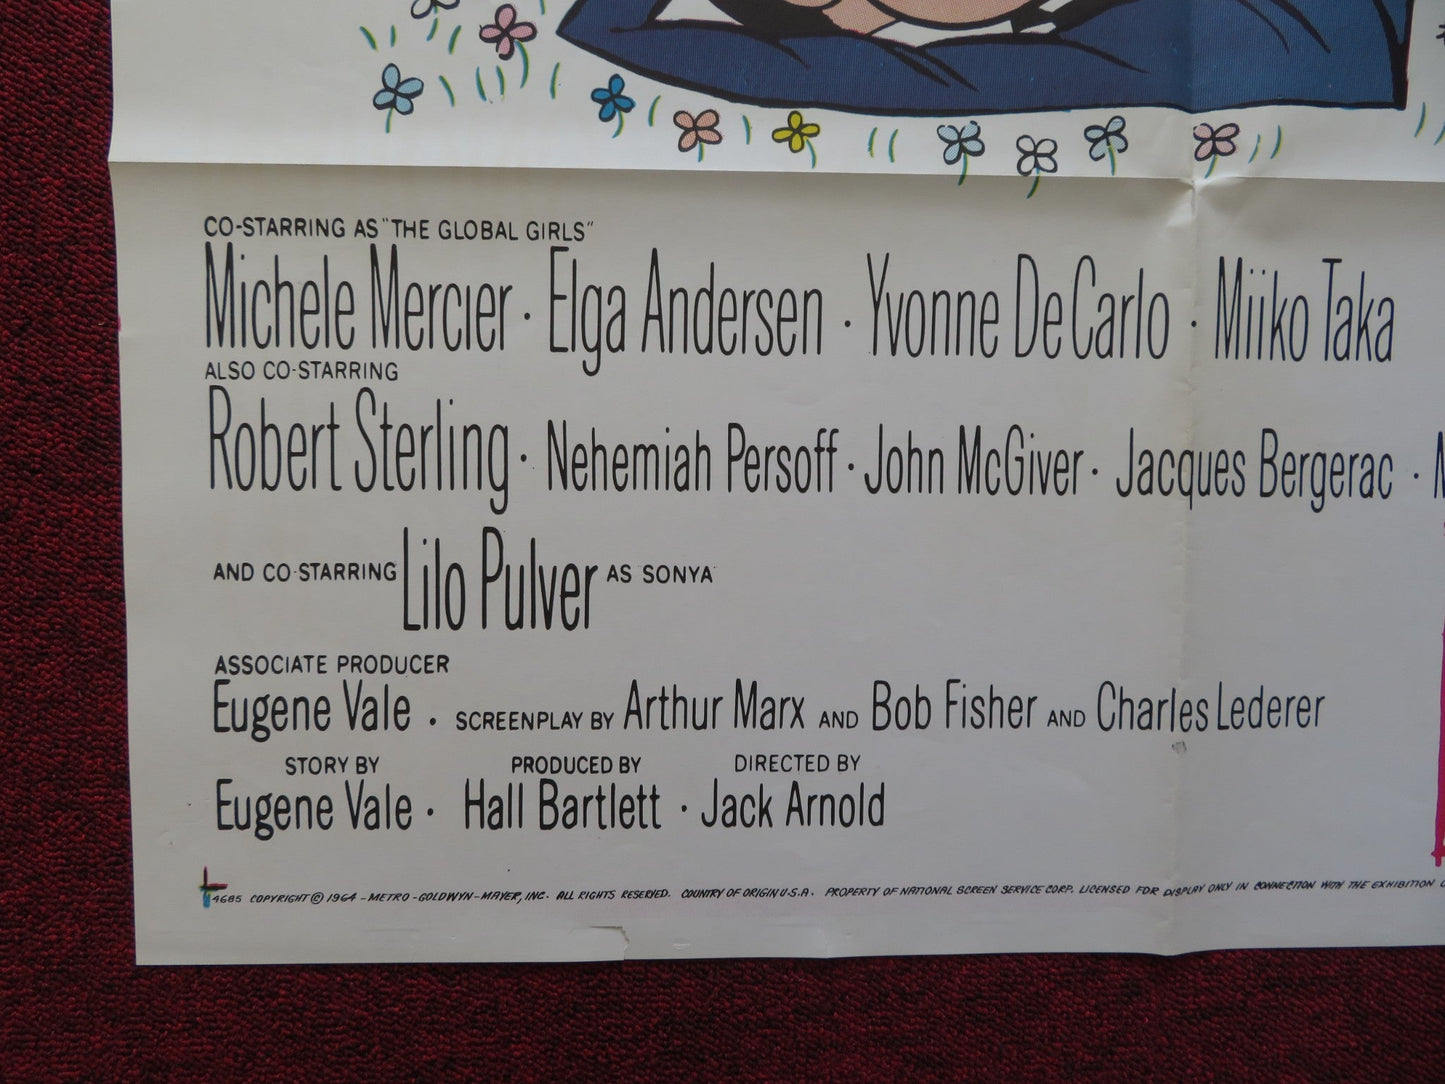 CO-STARRING AS "THE GLOBAL GIRLS"
Michele Mercier · Elga Andersen · Yvonne De Carlo · Miiko Taka
ALSO CO-STARRING
Robert Sterling · Nehemiah Persoff · John McGiver · Jacques Bergerac ·
AND CO-STARRING Lilo Pulver AS SONYA
ASSOCIATE PRODUCER
Eugene Vale · SCREENPLAY BY Arthur Marx AND Bob Fisher AND Charles Lederer
STORY BY PRODUCED BY DIRECTED BY
Eugene Vale · Hall Bartlett · Jack Arnold
4685 COPYRIGHT © 1964 - METRO - GOLDWYN - MAYER, INC. ALL RIGHTS RESERVED. COUNTRY OF ORIGIN U.S.A. PROPERTY OF NATIONAL SCREEN SERVICE CORP. LICENSED FOR DISPLAY ONLY IN CONNECTION WITH THE EXHIBITION